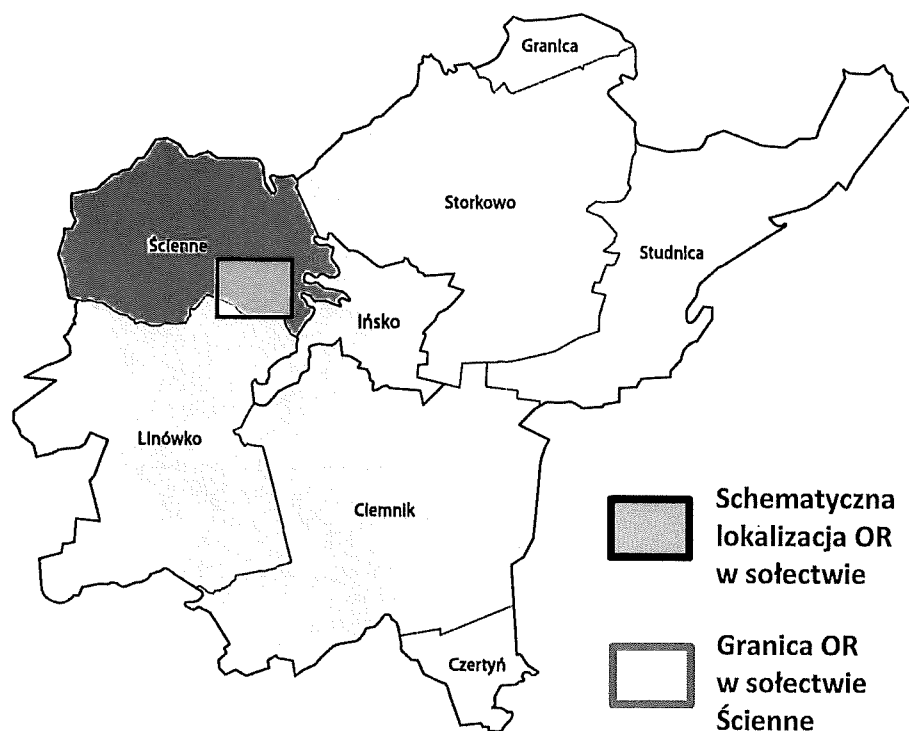 Granica
Storkowo
Ścienne
Studnica
Ińsko
Linówko
Ciemnik
Czertyń
Schematyczna
lokalizacja OR
w sołectwie
Granica OR
w sołectwie
Ścienne